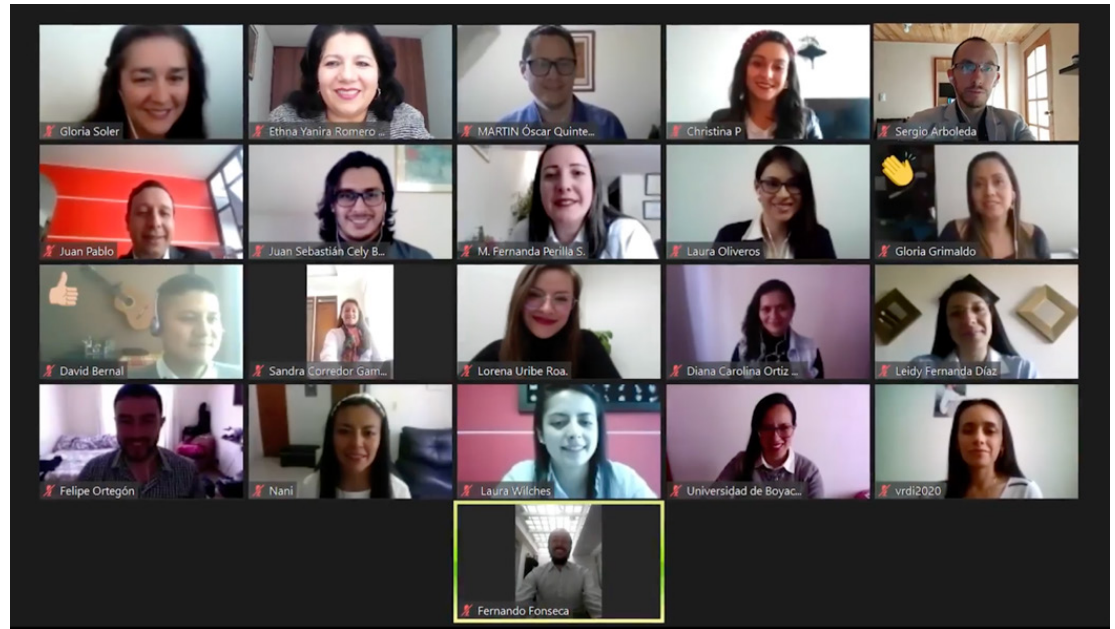 Gloria Soler
Ethna Yanira Romero ...
MARTIN Óscar Quinte...
Christina P
Sergio Arboleda
Juan Pablo
Juan Sebastián Cely B...
M. Fernanda Perilla S.
Laura Oliveros
Gloria Grimaldo
David Bernal
Sandra Corredor Gam...
Lorena Uribe Roa.
Diana Carolina Ortiz ...
Leidy Fernanda Díaz
Felipe Ortegón
Nani
Laura Wilches
Universidad de Boyac...
vrdi2020
Fernando Fonseca